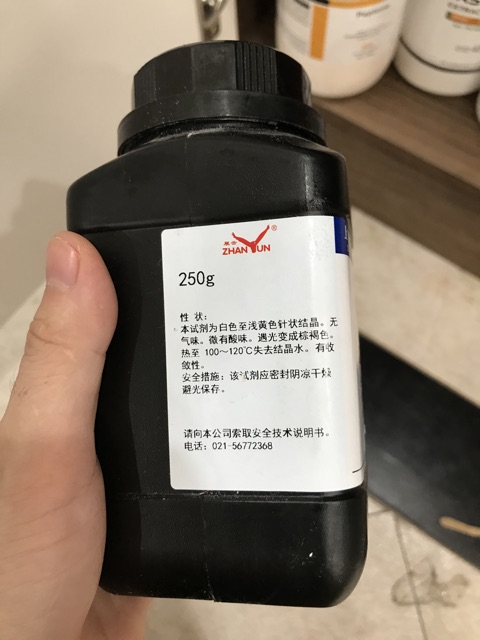 展云
ZHANYUN
®
250g
性 状:
本试剂为白色至浅黄色针状结晶。无
气味。微有酸味。遇光变成棕褐色。
热至 100~120℃失去结晶水。有收
敛性。
安全措施: 该试剂应密封阴凉干燥
避光保存。
请向本公司索取安全技术说明书。
电话: 021-56772368